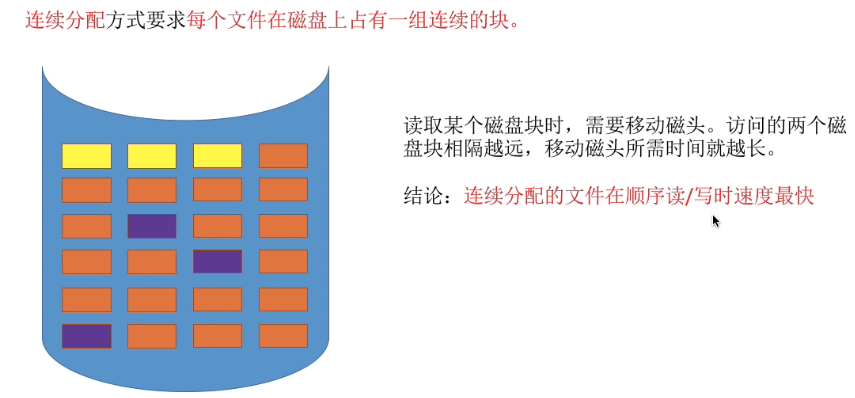 连续分配方式要求每个文件在磁盘上占有一组连续的块。
读取某个磁盘块时，需要移动磁头。访问的两个磁
盘块相隔越远，移动磁头所需时间就越长。
结论：连续分配的文件在顺序读/写时速度最快